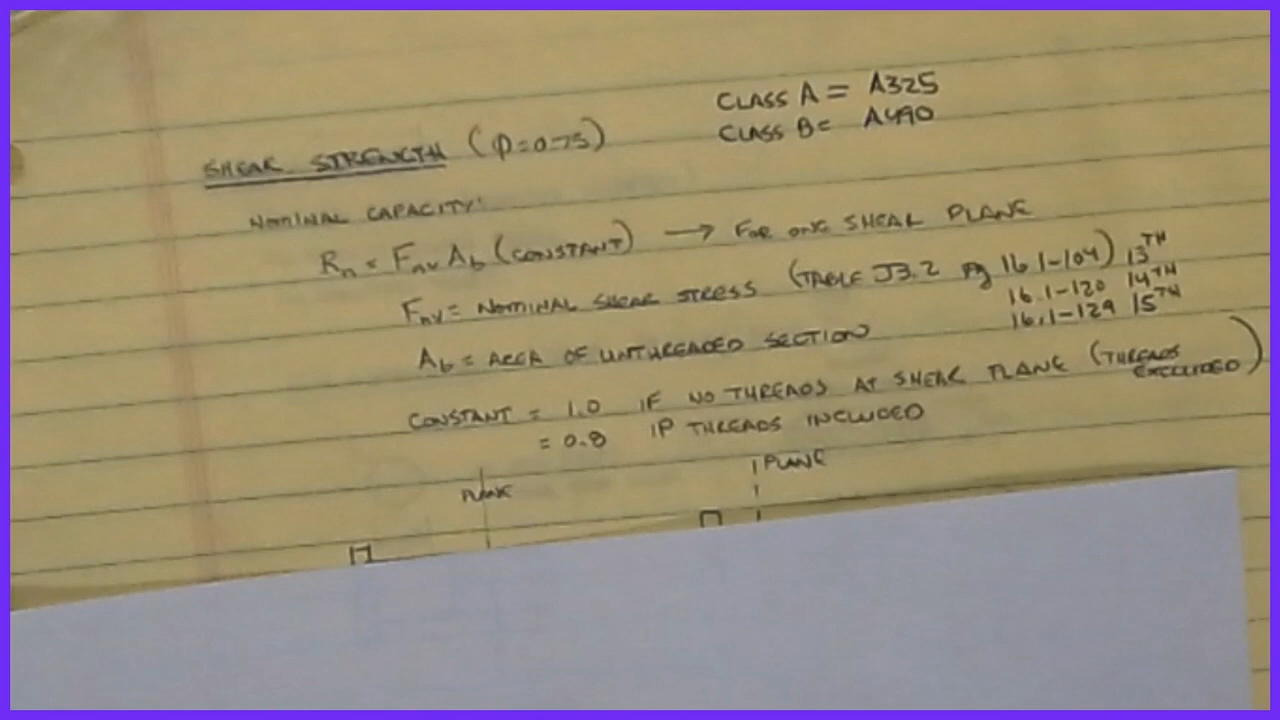 CLASS A = A325
CLASS B = A490
SHEAR STRENGTH (Φ=0.75)
NOMINAL CAPACITY:
Rn = Fnv Ab (CONSTANT) → FOR ONE SHEAR PLANE
Fnv = NOMINAL SHEAR STRESS (TABLE J3.2 Pg 16.1-104) 13TH
16.1-120 14TH
16.1-129 15TH
Ab = AREA OF UNTHREADED SECTION
CONSTANT = 1.0 IF NO THREADS AT SHEAR PLANE (THREADS EXCLUDED)
= 0.8 IF THREADS INCLUDED
PLANE
PLANE